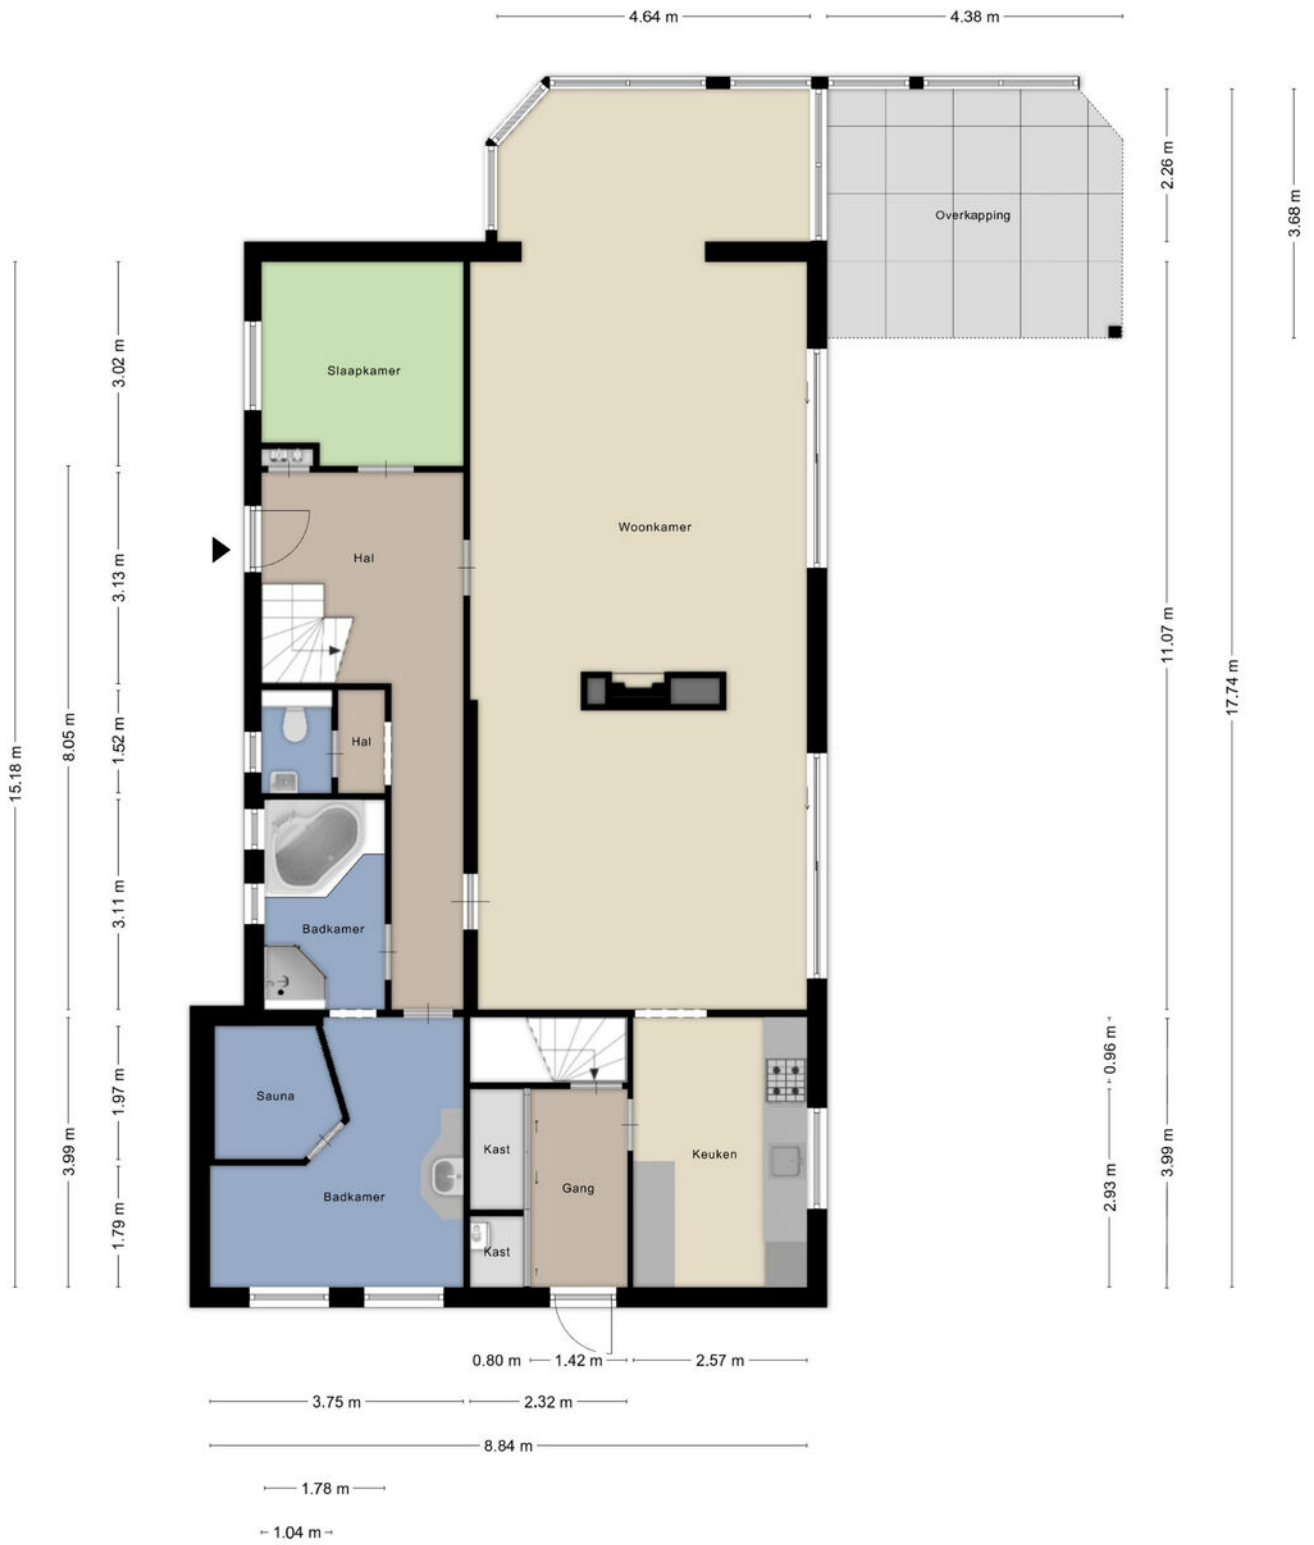 4.64 m
4.38 m
2.26 m
3.68 m
Overkapping
3.02 m
Slaapkamer
Woonkamer
Hal
3.13 m
11.07 m
17.74 m
8.05 m
1.52 m
Hal
15.18 m
3.11 m
Badkamer
0.96 m
1.97 m
Sauna
3.99 m
Kast
Keuken
3.99 m
2.93 m
Gang
Badkamer
1.79 m
Kast
0.80 m
1.42 m
2.57 m
3.75 m
2.32 m
8.84 m
1.78 m
1.04 m